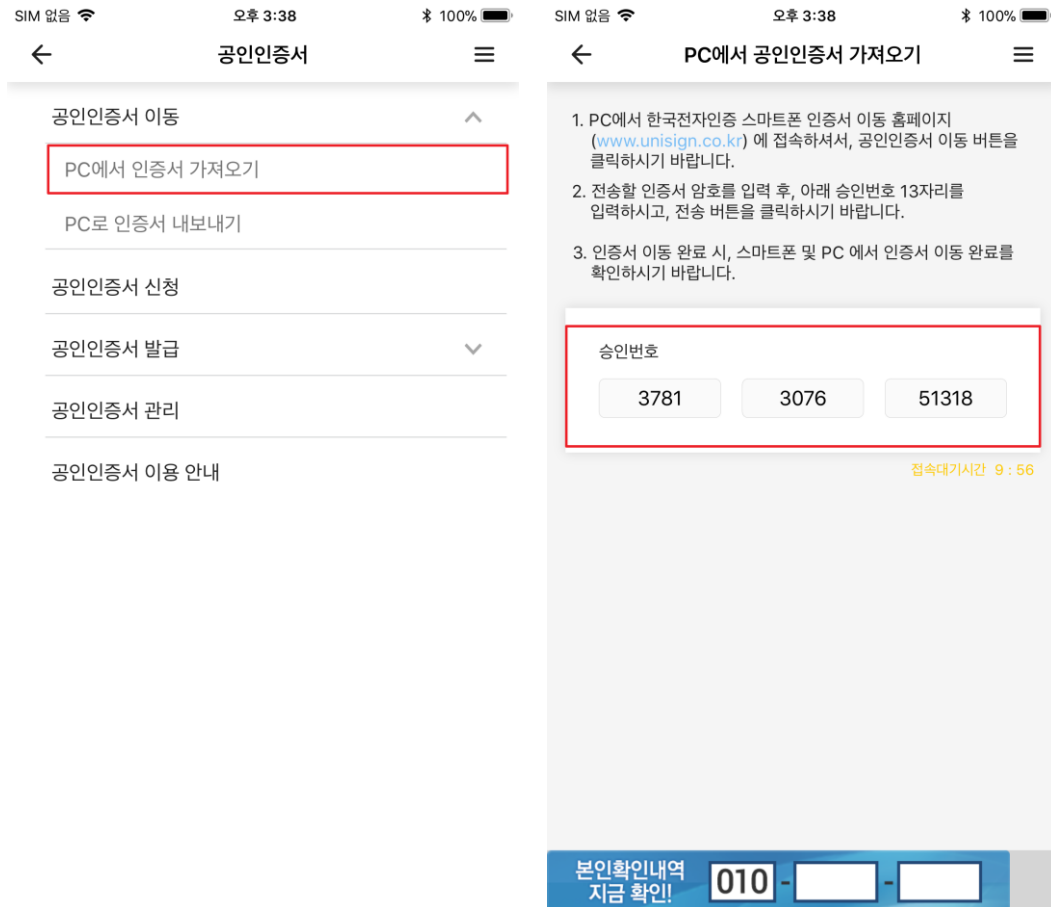 SIM 없음 오후 3:38 100%
공인인증서
공인인증서 이동
PC에서 인증서 가져오기
PC로 인증서 내보내기
공인인증서 신청
공인인증서 발급
공인인증서 관리
공인인증서 이용 안내
SIM 없음 오후 3:38 100%
PC에서 공인인증서 가져오기
1. PC에서 한국전자인증 스마트폰 인증서 이동 홈페이지
(www.unisign.co.kr) 에 접속하셔서, 공인인증서 이동 버튼을
클릭하시기 바랍니다.
2. 전송할 인증서 암호를 입력 후, 아래 승인번호 13자리를
입력하시고, 전송 버튼을 클릭하시기 바랍니다.
3. 인증서 이동 완료 시, 스마트폰 및 PC 에서 인증서 이동 완료를
확인하시기 바랍니다.
승인번호
3781 3076 51318
접속대기시간 9 : 56
본인확인내역
지금 확인!
010 - -